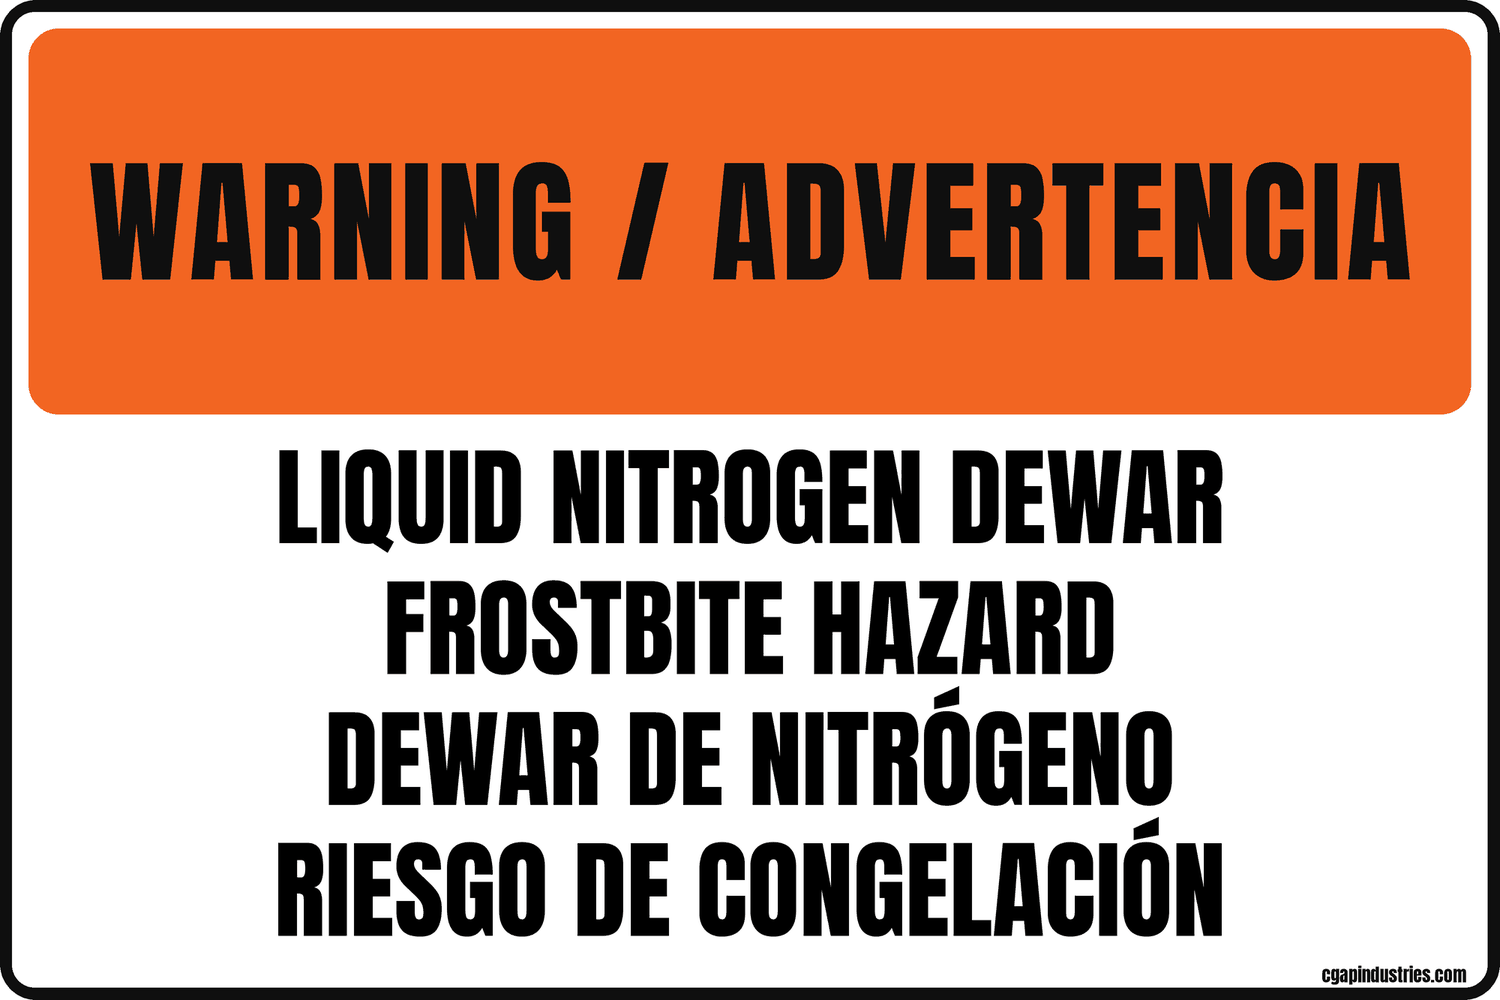 WARNING / ADVERTENCIA
LIQUID NITROGEN DEWAR
FROSTBITE HAZARD
DEWAR DE NITRÓGENO
RIESGO DE CONGELACIÓN
cgapindustries.com